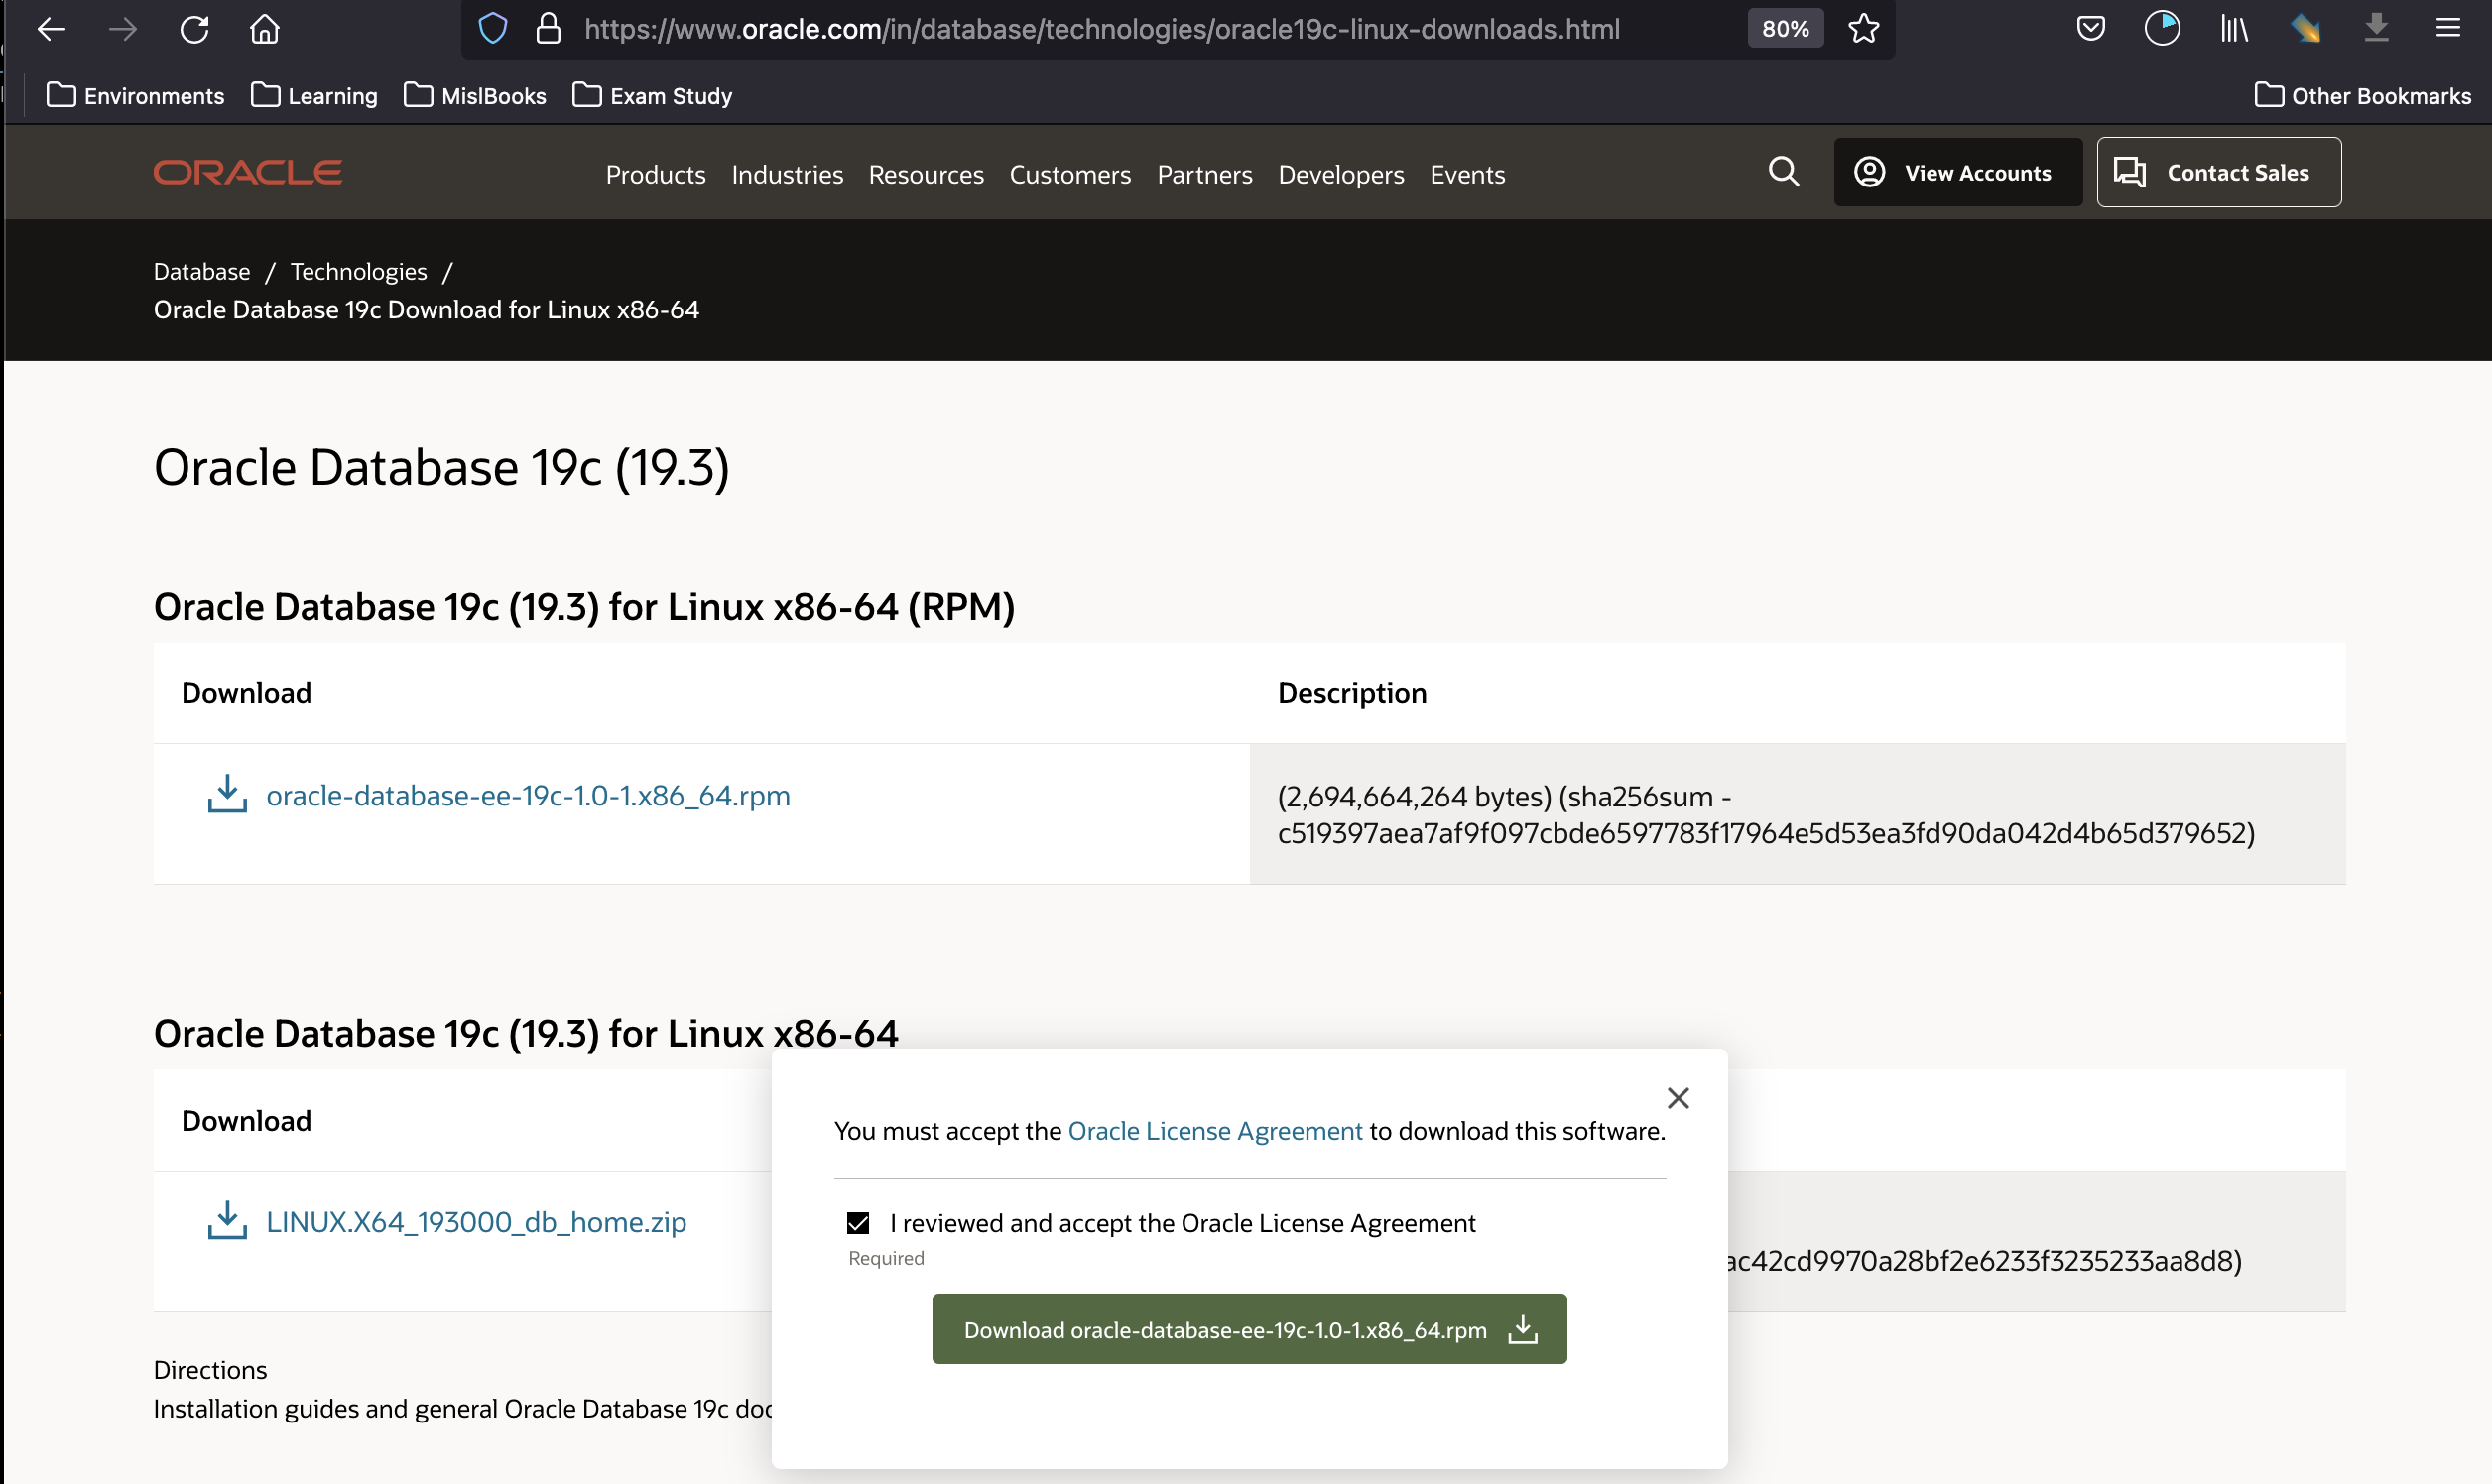 https://www.oracle.com/in/database/technologies/oracle19c-linux-downloads.html
80%
Environments
Learning
MislBooks
Exam Study
Other Bookmarks
ORACLE
Products
Industries
Resources
Customers
Partners
Developers
Events
View Accounts
Contact Sales
Database / Technologies /
Oracle Database 19c Download for Linux x86-64
Oracle Database 19c (19.3)
Oracle Database 19c (19.3) for Linux x86-64 (RPM)
Download
Description
oracle-database-ee-19c-1.0-1.x86_64.rpm
(2,694,664,264 bytes) (sha256sum -
c519397aea7af9f097cbde6597783f17964e5d53ea3fd90da042d4b65d379652)
Oracle Database 19c (19.3) for Linux x86-64
Download
LINUX.X64_193000_db_home.zip
ac42cd9970a28bf2e6233f3235233aa8d8)
You must accept the Oracle License Agreement to download this software.
I reviewed and accept the Oracle License Agreement
Required
Download oracle-database-ee-19c-1.0-1.x86_64.rpm
Directions
Installation guides and general Oracle Database 19c